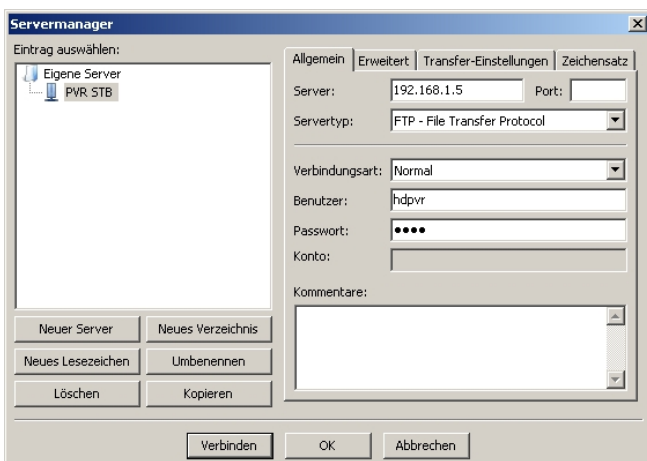 Servermanager
Eintrag auswählen:
Eigene Server
PVR STB
Neuer Server
Neues Verzeichnis
Neues Lesezeichen
Umbenennen
Löschen
Kopieren
Allgemein
Erweitert
Transfer-Einstellungen
Zeichensatz
Server: 192.168.1.5 Port:
Servertyp: FTP - File Transfer Protocol
Verbindungsart: Normal
Benutzer: hdpvr
Passwort: ●●●●
Konto:
Kommentare:
Verbinden
OK
Abbrechen